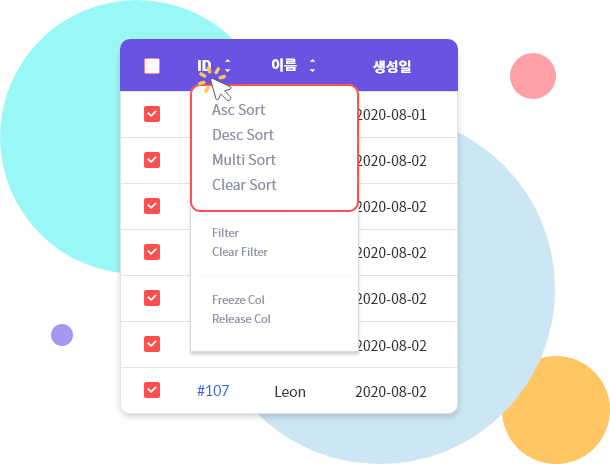 ID 이름 생성일
2020-08-01
Asc Sort
Desc Sort
Multi Sort
Clear Sort
2020-08-02
2020-08-02
Filter
Clear Filter
2020-08-02
Freeze Col
Release Col
2020-08-02
2020-08-02
#107 Leon 2020-08-02